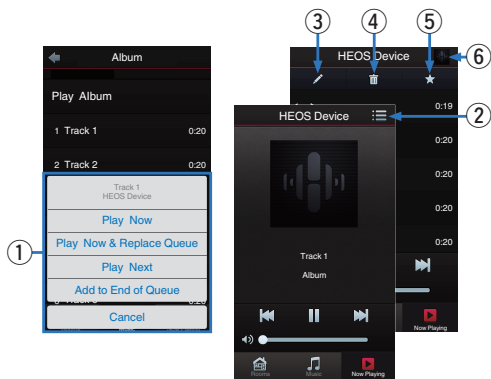 3
4
5
Album
HEOS Device
6
Play Album
0:19
1 Track 1 0:20
HEOS Device
2
0:20
2 Track 2 0:20
0:20
Track 1
HEOS Device
Play Now
1
Play Now & Replace Queue
0:20
Play Next
Track 1
Album
Add to End of Queue
Cancel
Rooms
Music
Now Playing
Now Playing